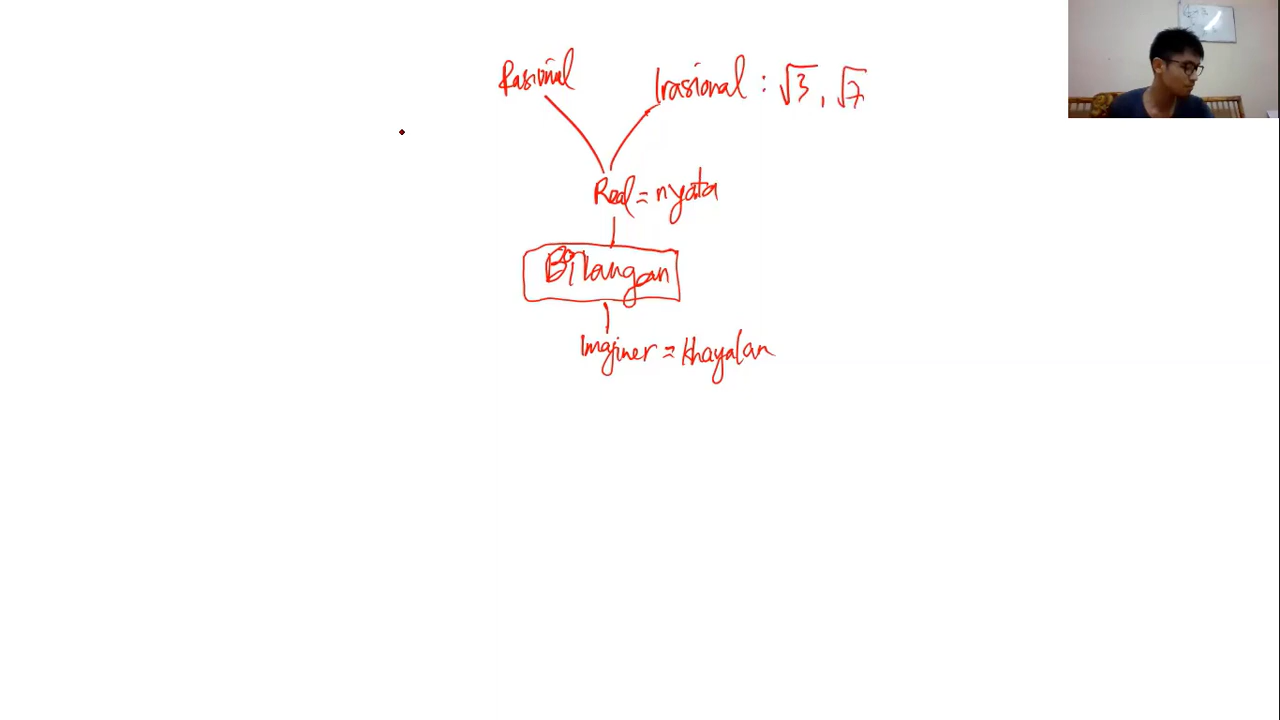 Rasional
Irasional : √3, √7
Real = nyata
Bilangan
Imajiner = khayalan